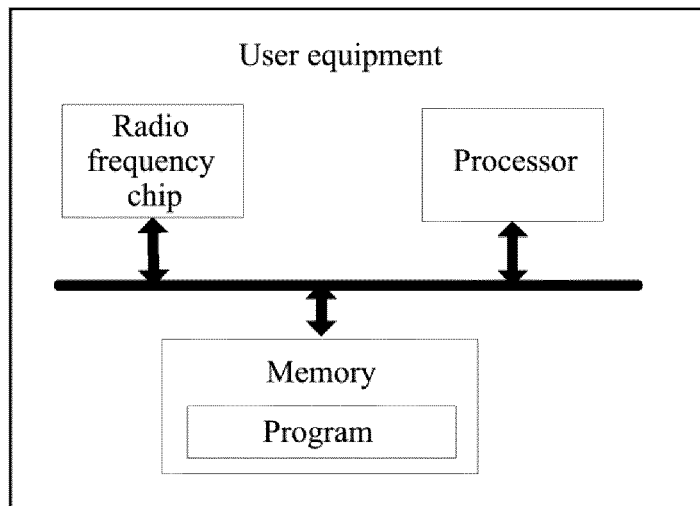 User equipment
Radio
frequency
chip
Processor
Memory
Program